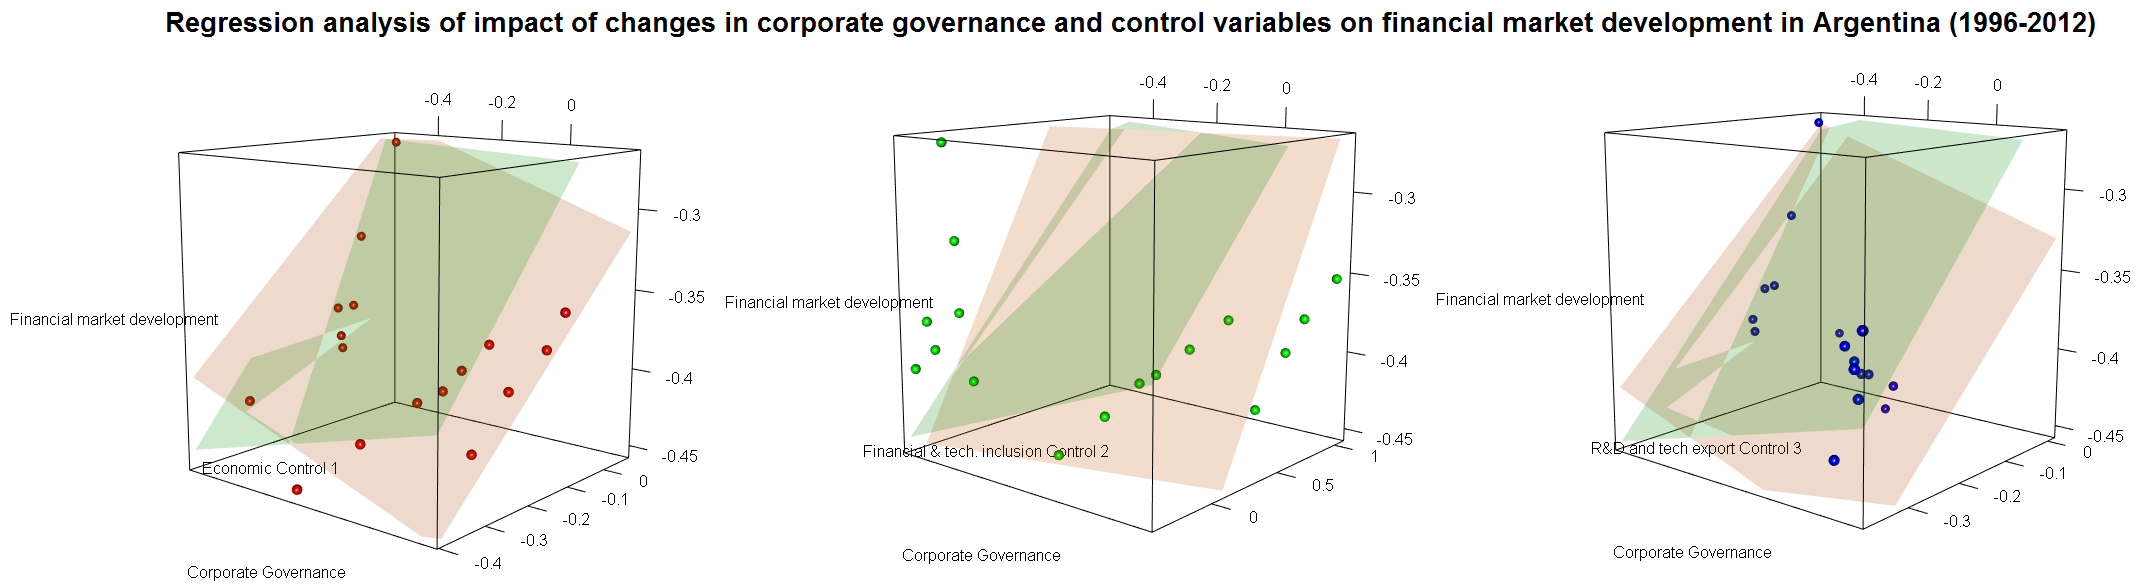 Regression analysis of impact of changes in corporate governance and control variables on financial market development in Argentina (1996-2012)
-0.4 -0.2 0
-0.3
-0.35
-0.4
-0.45
0
-0.1
-0.2
-0.3
-0.4
Financial market development
Economic Control 1
Corporate Governance
-0.4 -0.2 0
-0.3
-0.35
-0.4
-0.45
1
0.5
0
Financial market development
Financial & tech. inclusion Control 2
Corporate Governance
-0.4 -0.2 0
-0.3
-0.35
-0.4
-0.45
0
-0.1
-0.2
-0.3
Financial market development
R&D and tech export Control 3
Corporate Governance